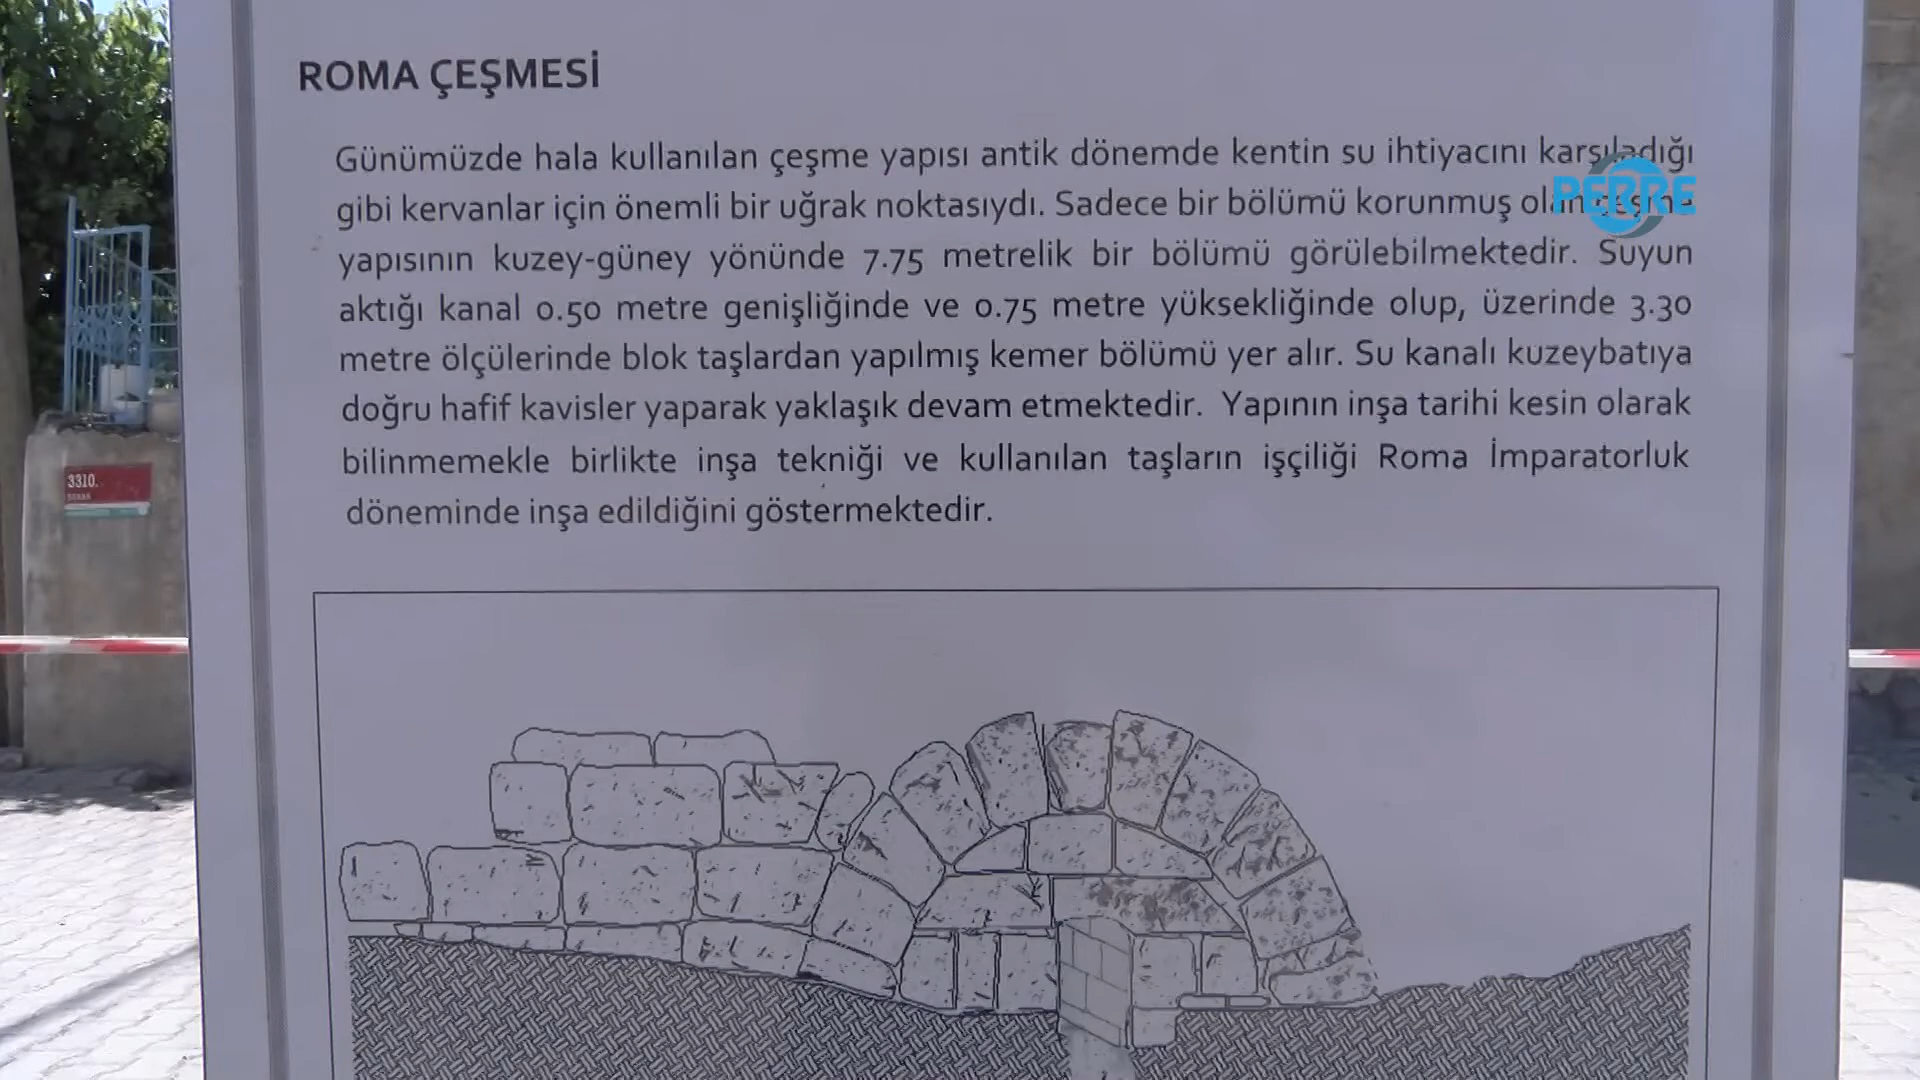 ROMA ÇEŞMESİ
Günümüzde hala kullanılan çeşme yapısı antik dönemde kentin su ihtiyacını karşıladığı
gibi kervanlar için önemli bir uğrak noktasıydı. Sadece bir bölümü korunmuş olan çeşme
PERRE
yapısının kuzey-güney yönünde 7.75 metrelik bir bölümü görülebilmektedir. Suyun
aktığı kanal 0.50 metre genişliğinde ve 0.75 metre yüksekliğinde olup, üzerinde 3.30
metre ölçülerinde blok taşlardan yapılmış kemer bölümü yer alır. Su kanalı kuzeybatıya
doğru hafif kavisler yaparak yaklaşık devam etmektedir. Yapının inşa tarihi kesin olarak
bilinmemekle birlikte inşa tekniği ve kullanılan taşların işçiliği Roma İmparatorluk
döneminde inşa edildiğini göstermektedir.
3310.